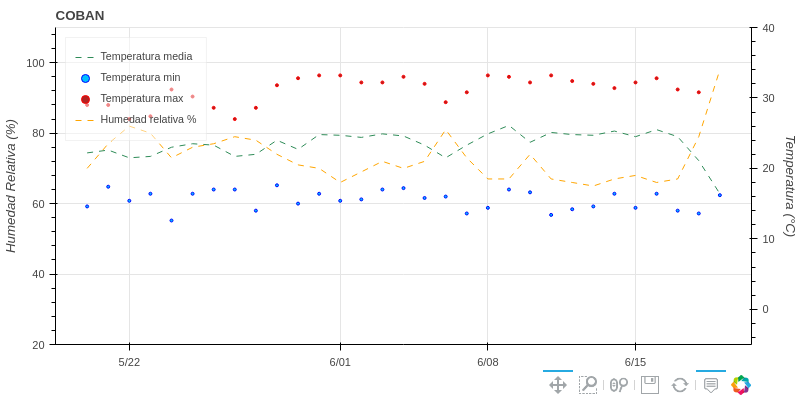 COBAN
Temperatura media
Temperatura min
Temperatura max
Humedad relativa %
Humedad Relativa (%)
100
80
60
40
20
Temperatura (°C)
40
30
20
10
0
5/22
6/01
6/08
6/15